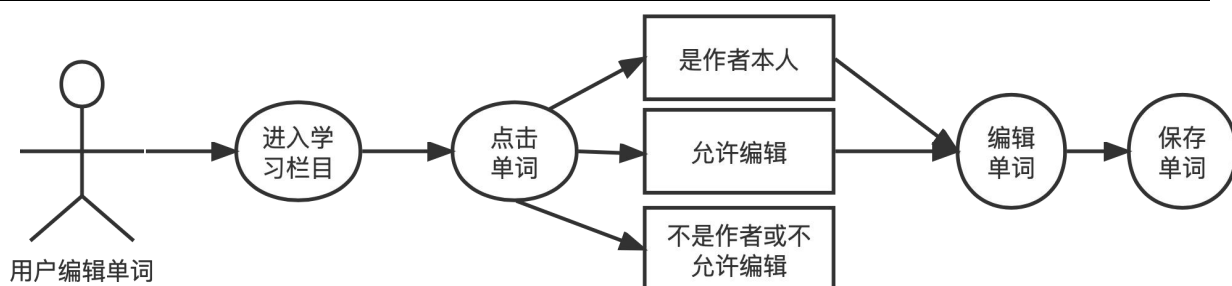 用户编辑单词
进入学
习栏目
点击
单词
是作者本人
允许编辑
不是作者或不
允许编辑
编辑
单词
保存
单词